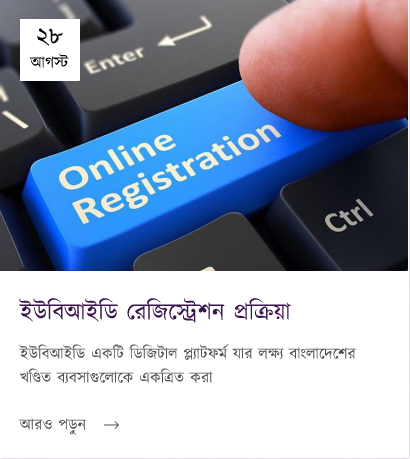 ২৮
আগস্ট
Enter
Online
Registration
Ctrl
ইউবিআইডি রেজিস্ট্রেশন প্রক্রিয়া
ইউবিআইডি একটি ডিজিটাল প্ল্যাটফর্ম যার লক্ষ্য বাংলাদেশের
খণ্ডিত ব্যবসাগুলোকে একত্রিত করা
আরও পড়ুন →